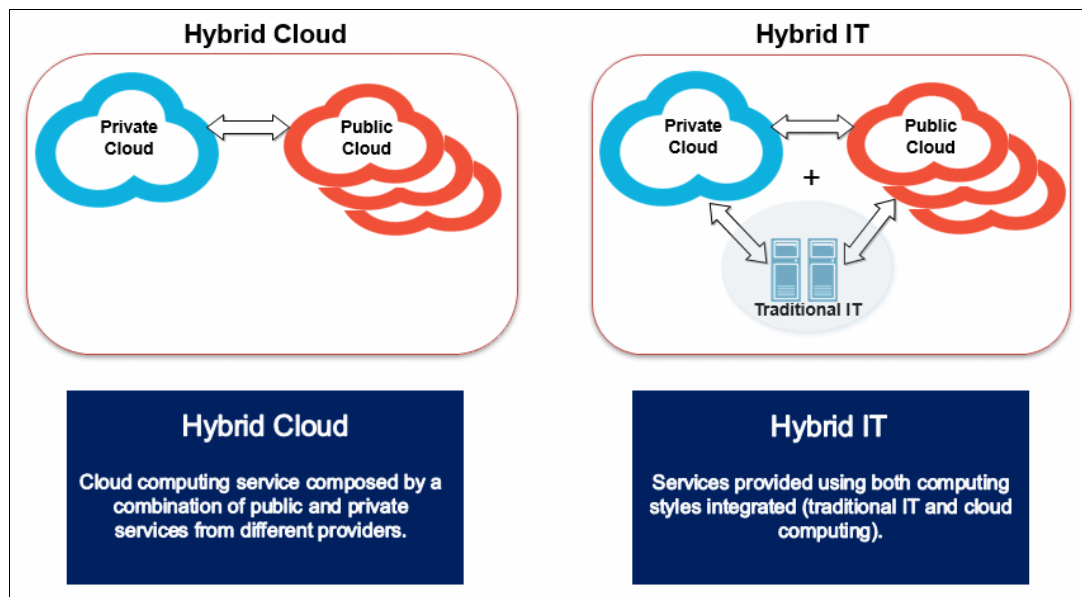 Hybrid Cloud
Private
Cloud
Public
Cloud
Hybrid IT
Private
Cloud
Public
Cloud
+
Traditional IT
Hybrid Cloud
Cloud computing service composed by a
combination of public and private
services from different providers.
Hybrid IT
Services provided using both computing
styles integrated (traditional IT and cloud
computing).